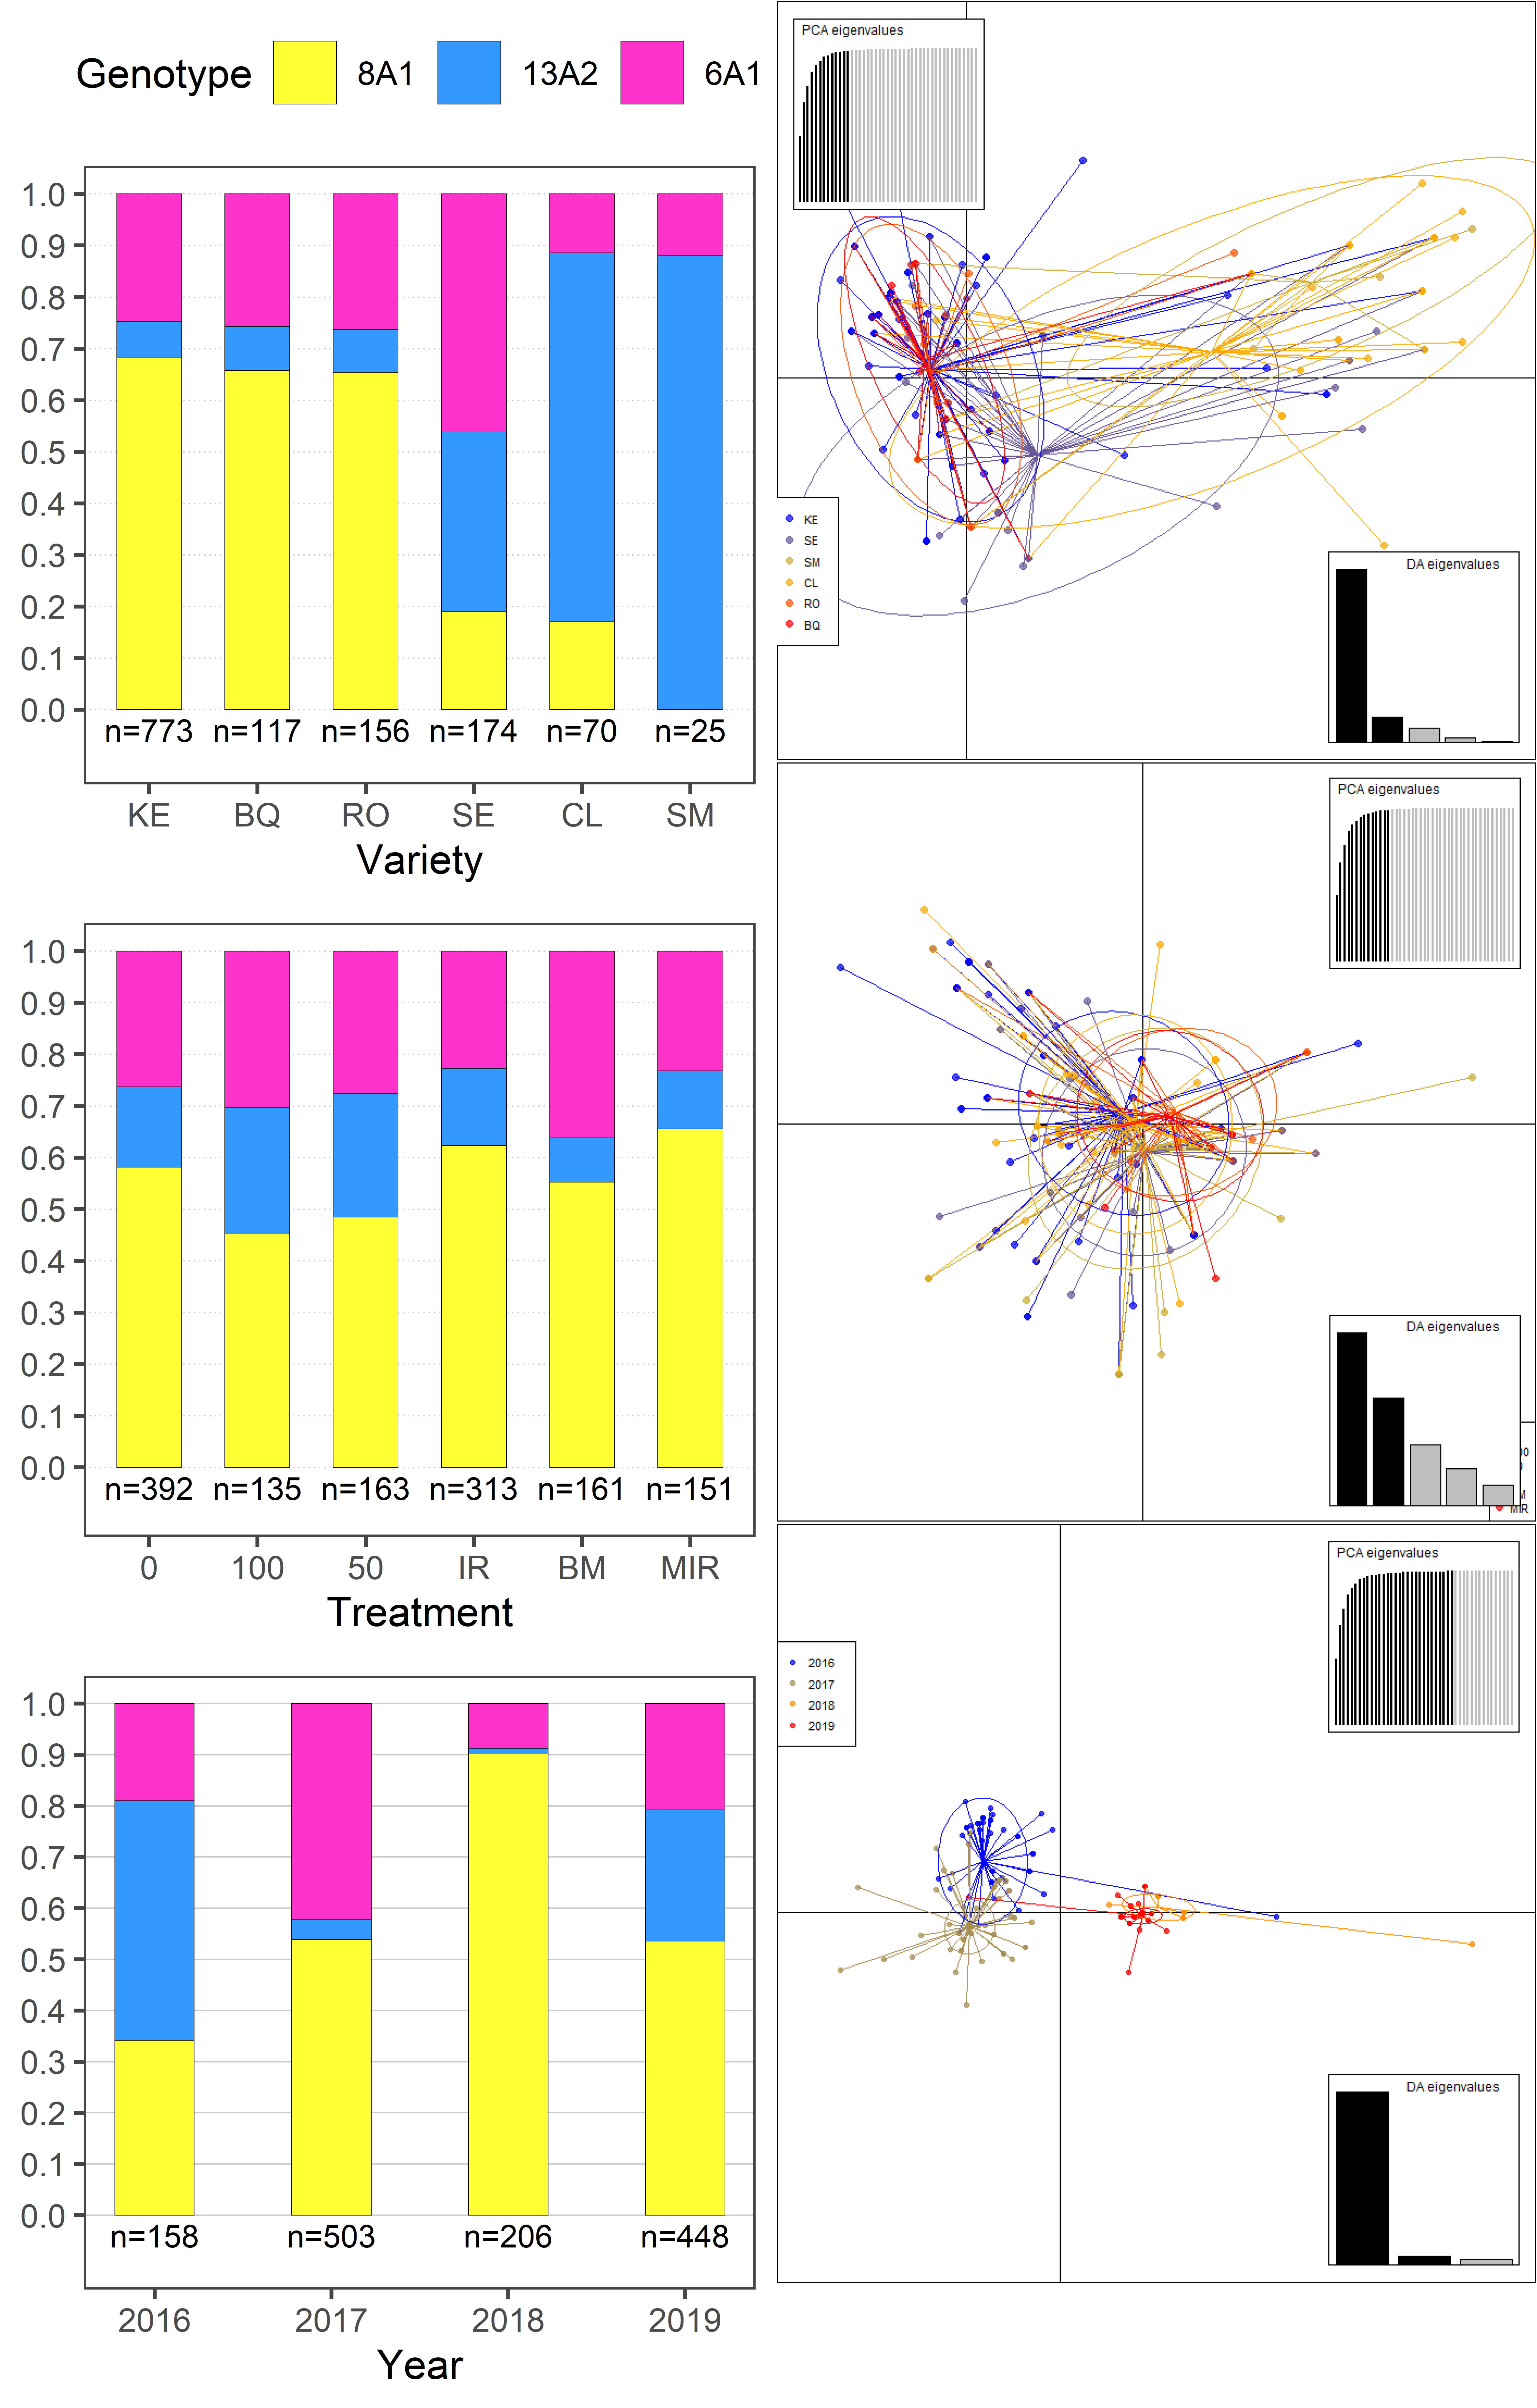 Genotype 8A1 13A2 6A1
1.0
0.9
0.8
0.7
0.6
0.5
0.4
0.3
0.2
0.1
0.0
n=773 n=117 n=156 n=174 n=70 n=25
KE BQ RO SE CL SM
Variety
PCA eigenvalues
KE
SE
SM
CL
RO
BQ
DA eigenvalues
1.0
0.9
0.8
0.7
0.6
0.5
0.4
0.3
0.2
0.1
0.0
n=392 n=135 n=163 n=313 n=161 n=151
0 100 50 IR BM MIR
Treatment
PCA eigenvalues
DA eigenvalues
MIR
1.0
0.9
0.8
0.7
0.6
0.5
0.4
0.3
0.2
0.1
0.0
n=158 n=503 n=206 n=448
2016 2017 2018 2019
Year
PCA eigenvalues
2016
2017
2018
2019
DA eigenvalues